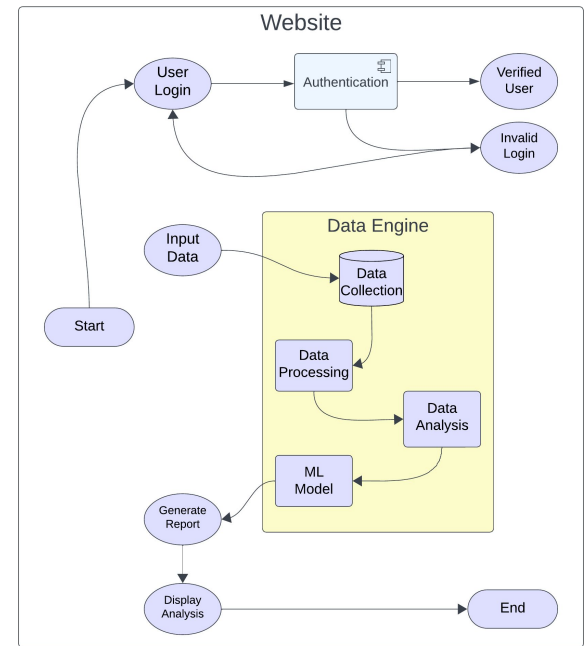 Website
User
Login
Authentication
Verified
User
Invalid
Login
Data Engine
Input
Data
Data
Collection
Start
Data
Processing
Data
Analysis
ML
Model
Generate
Report
Display
Analysis
End